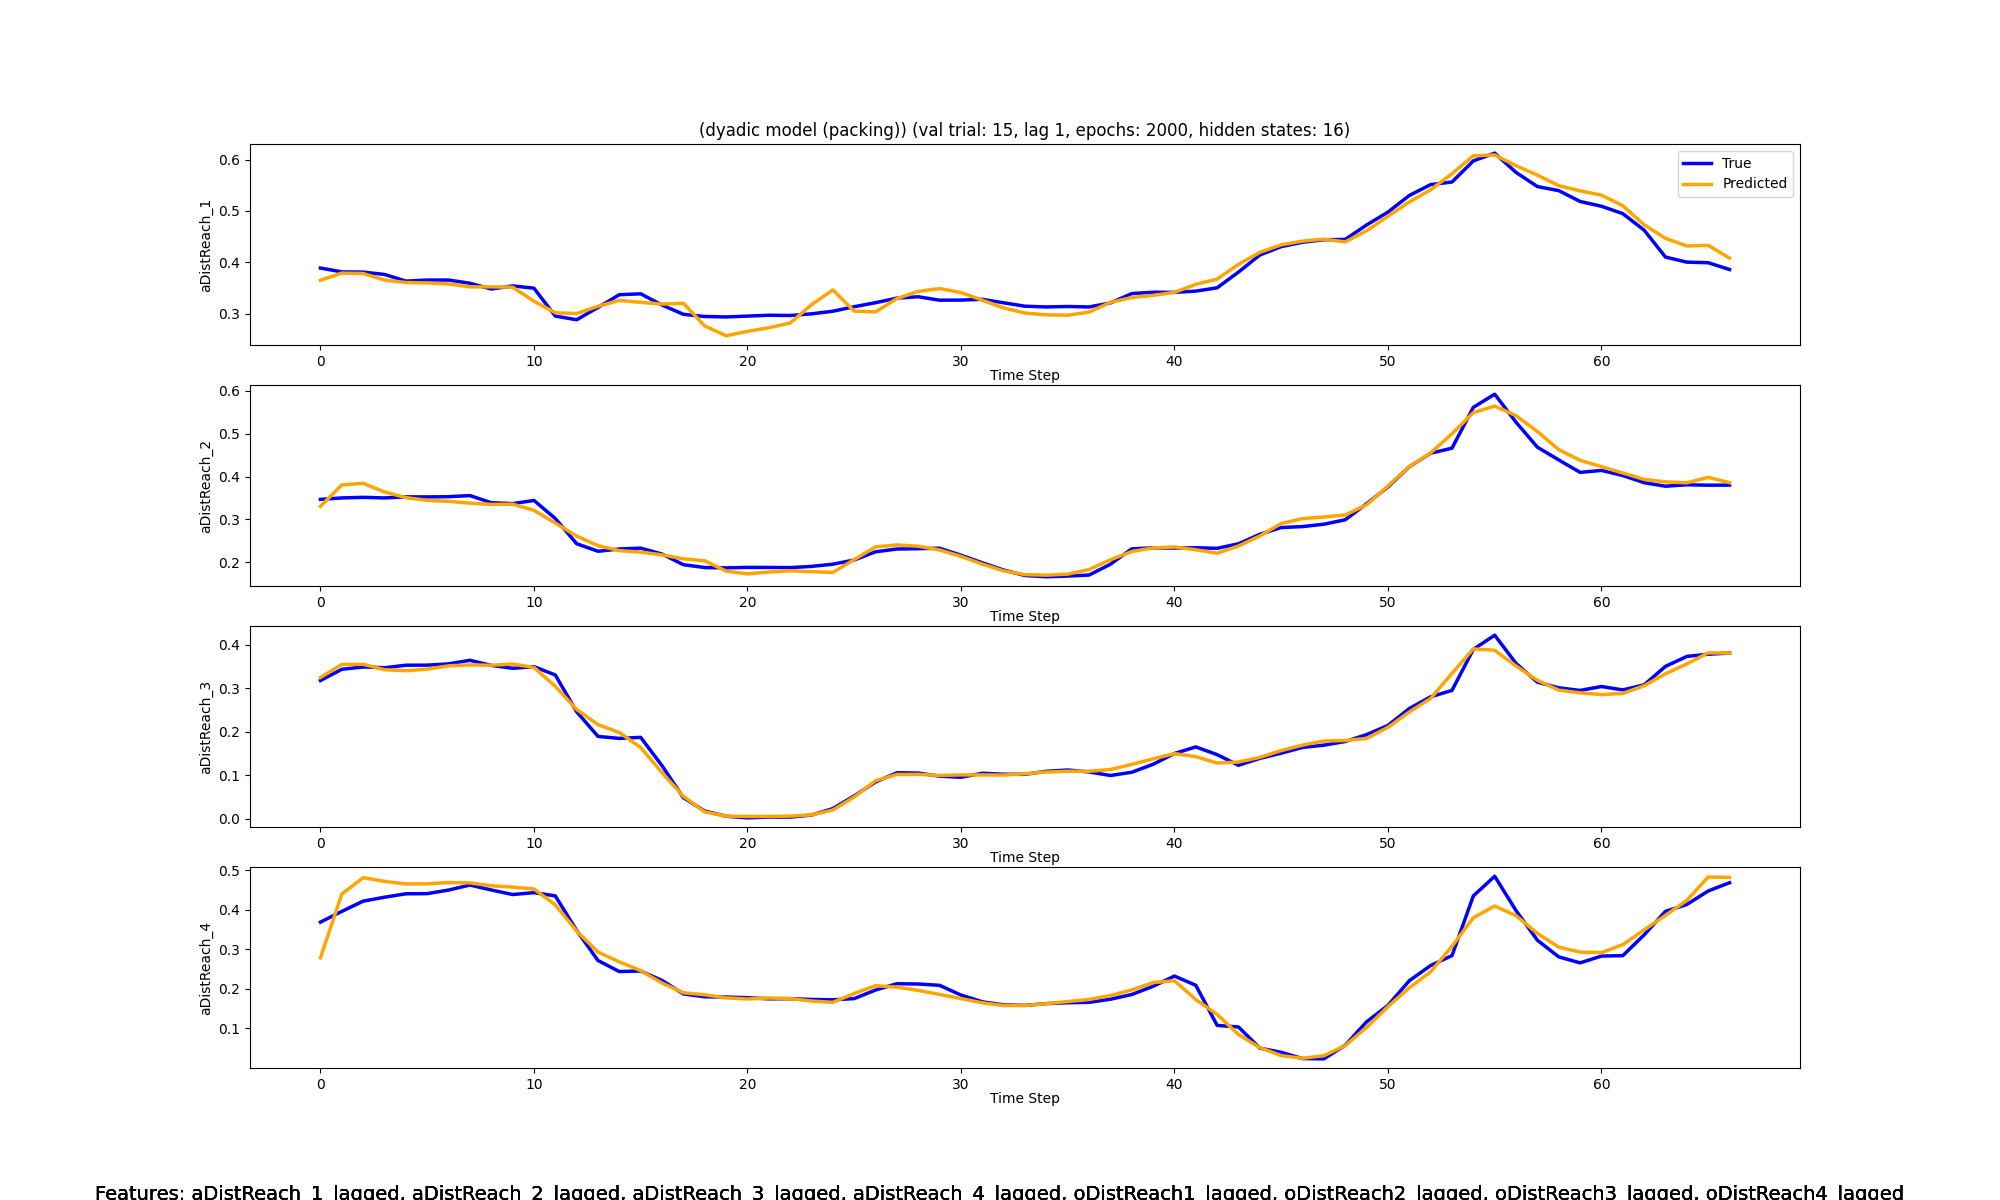 (dyadic model (packing)) (val trial: 15, lag 1, epochs: 2000, hidden states: 16)
True
Predicted
aDistReach_1
0.6
0.5
0.4
0.3
0 10 20 30 40 50 60
Time Step
aDistReach_2
0.6
0.5
0.4
0.3
0.2
0 10 20 30 40 50 60
Time Step
aDistReach_3
0.4
0.3
0.2
0.1
0.0
0 10 20 30 40 50 60
Time Step
aDistReach_4
0.5
0.4
0.3
0.2
0.1
0 10 20 30 40 50 60
Time Step
Features: aDistReach_1_lagged, aDistReach_2_lagged, aDistReach_3_lagged, aDistReach_4_lagged, oDistReach1_lagged, oDistReach2_lagged, oDistReach3_lagged, oDistReach4_lagged